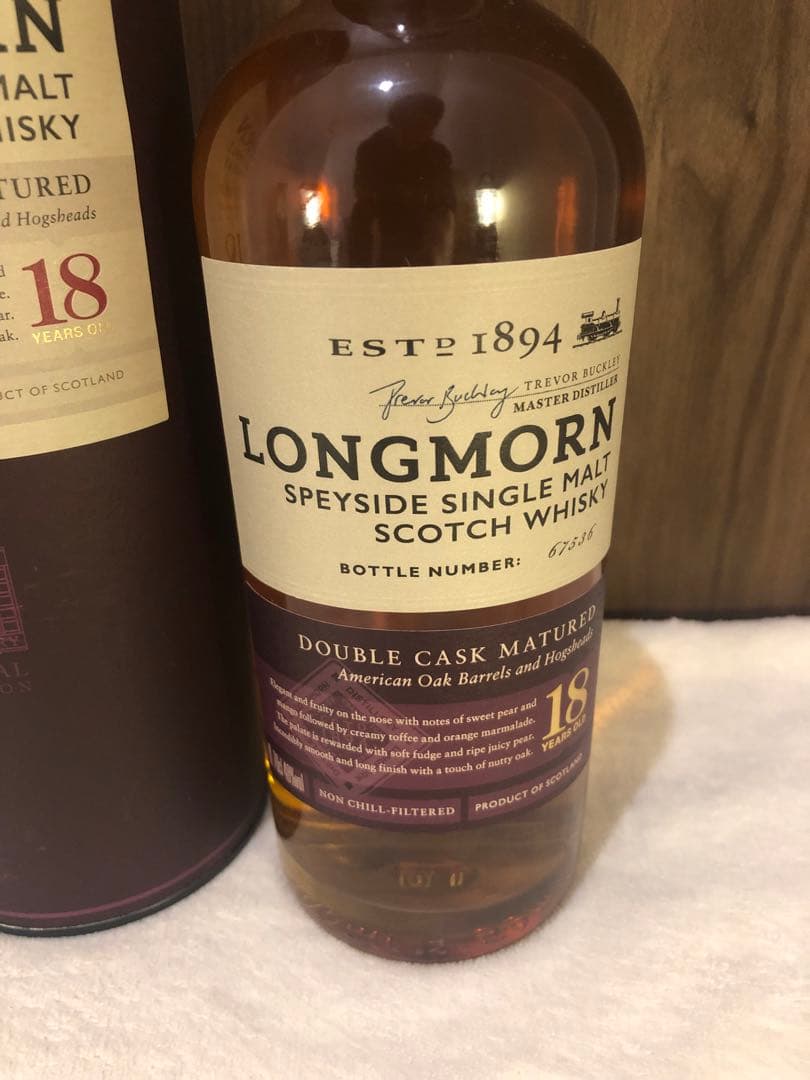 MALT
TURED
d Hogsheads
18
YEARS OL
CT OF SCOTLAND
ESTD 1894
Trevor Buckley
TREVOR BUCKLEY
MASTER DISTILLER
LONGMORN
SPEYSIDE SINGLE MALT
SCOTCH WHISKY
BOTTLE NUMBER: 67536
DOUBLE CASK MATURED
American Oak Barrels and Hogsheads
Elegant and fruity on the nose with notes of sweet pear and
mango followed by creamy toffee and orange marmalade.
The palate is rewarded with soft fudge and ripe juicy pear.
Incredibly smooth and long finish with a touch of nutty oak.
18
YEARS OLD
NON CHILL-FILTERED
PRODUCT OF SCOTLAND